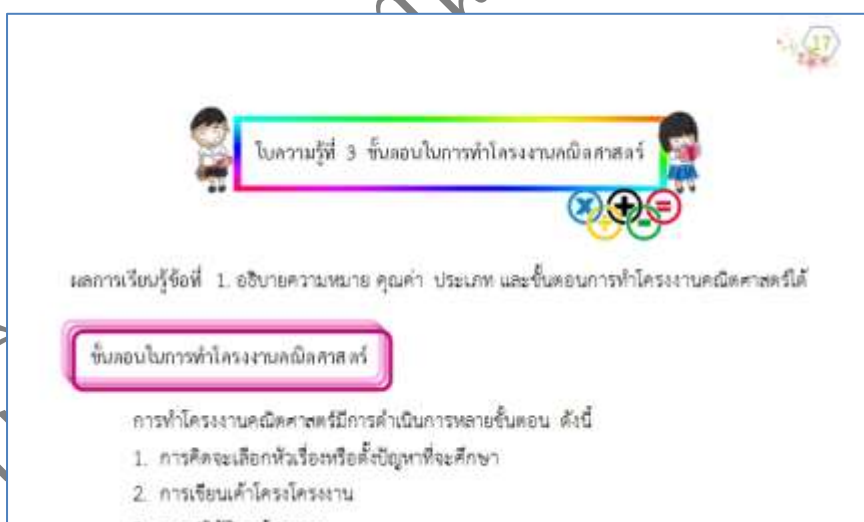 17
ใบความรู้ที่ 3 ขั้นตอนในการทำโครงงานคณิตศาสตร์
ผลการเรียนรู้ข้อที่ 1. อธิบายความหมาย คุณค่า ประเภท และขั้นตอนการทำโครงงานคณิตศาสตร์ได้
ขั้นตอนในการทำโครงงานคณิตศาสตร์
การทำโครงงานคณิตศาสตร์มีการดำเนินการหลายขั้นตอน ดังนี้
1. การคิดจะเลือกหัวเรื่องหรือตั้งปัญหาที่จะศึกษา
2. การเขียนเค้าโครงโครงงาน